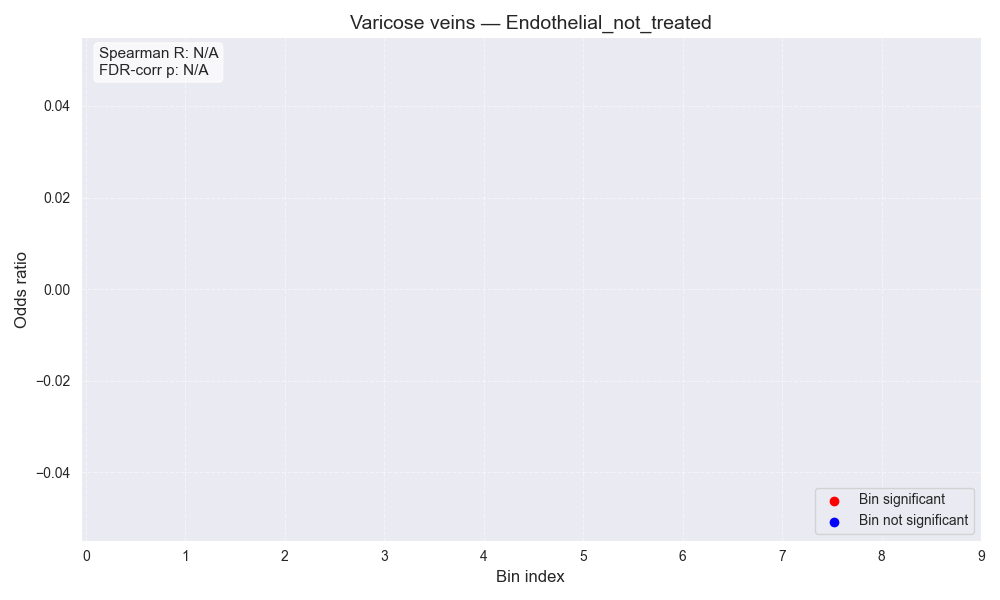 Varicose veins — Endothelial_not_treated
Spearman R: N/A
FDR-corr p: N/A
0.04
0.02
0.00
−0.02
−0.04
Odds ratio
Bin significant
Bin not significant
0 1 2 3 4 5 6 7 8 9
Bin index